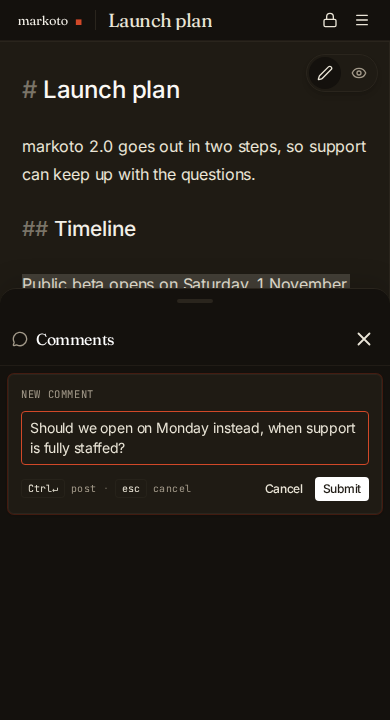 markoto
Launch plan
# Launch plan
markoto 2.0 goes out in two steps, so support
can keep up with the questions.
## Timeline
Public beta opens on Saturday, 1 November,
Comments
NEW COMMENT
Should we open on Monday instead, when support
is fully staffed?
Ctrl↵ post · esc cancel
Cancel
Submit